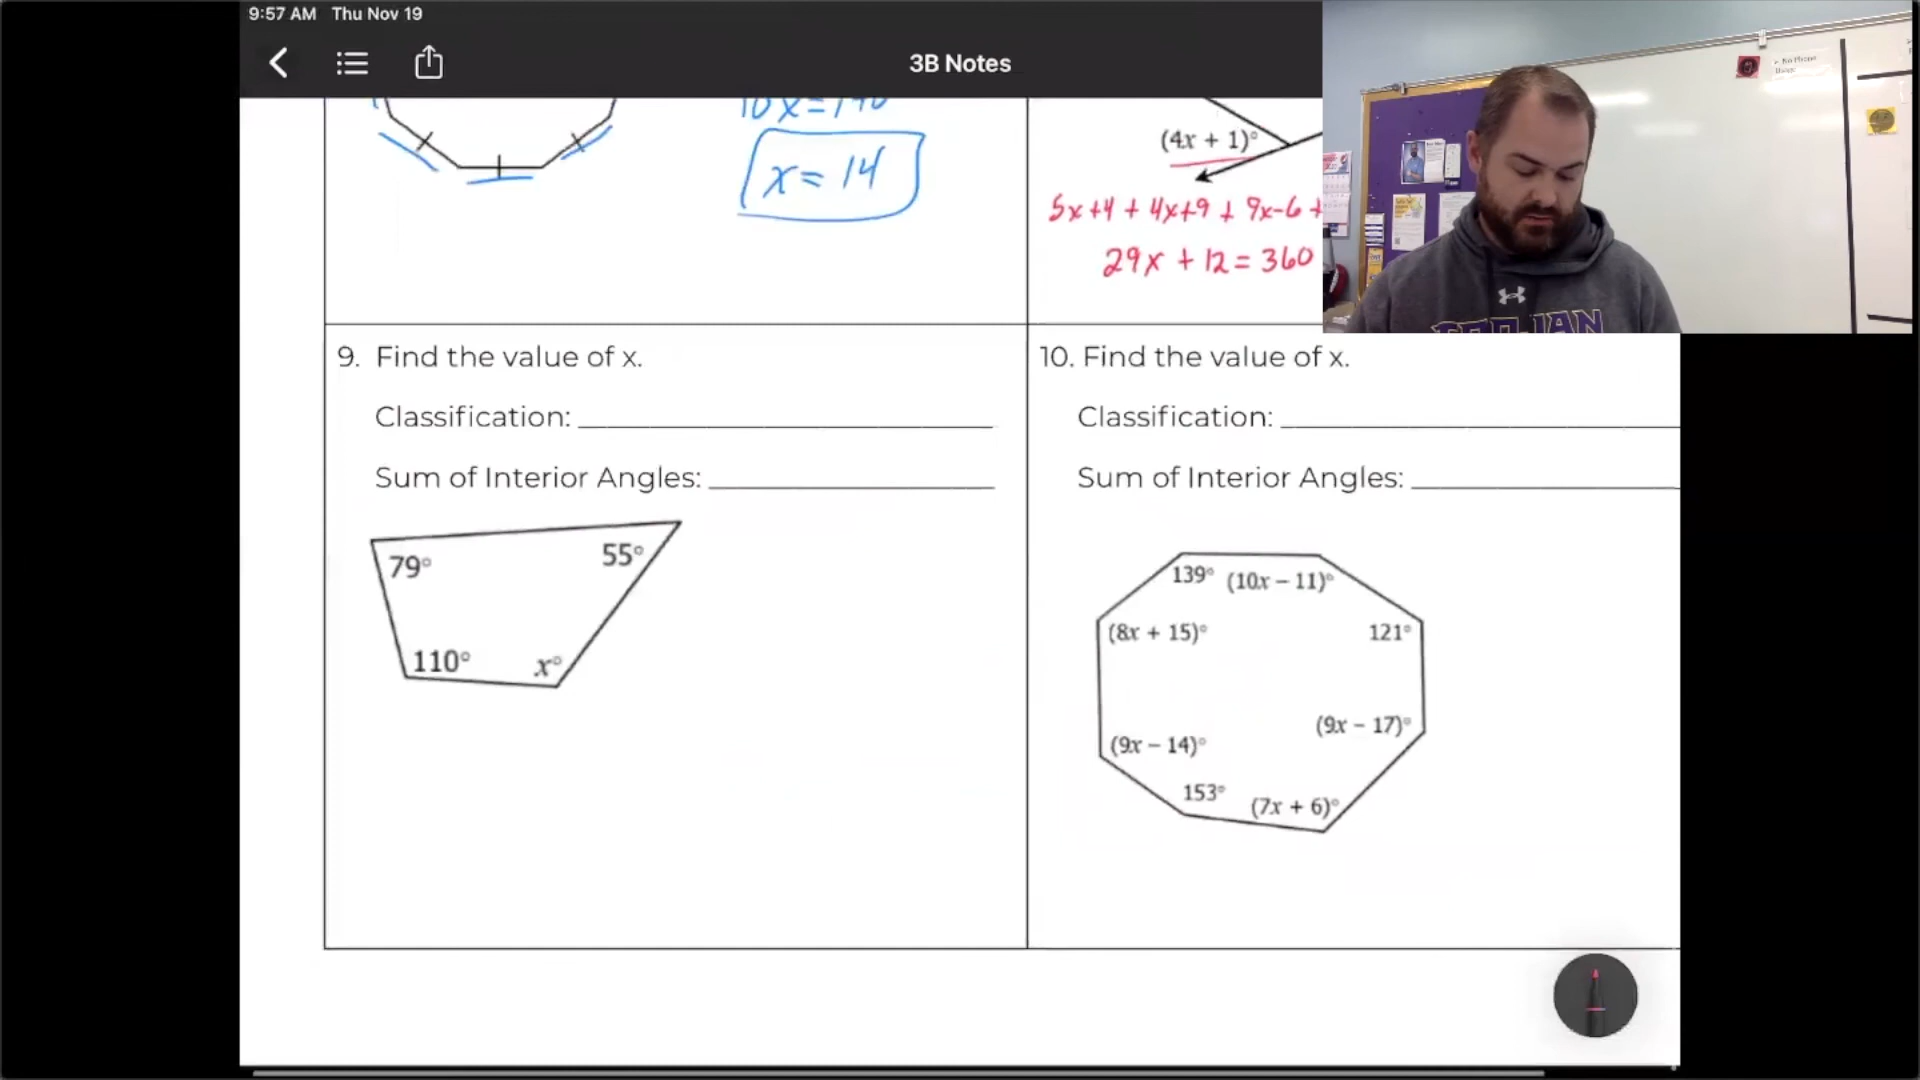 9:57 AM Thu Nov 19
3B Notes
x = 14
(4x + 1)°
5x+4 + 4x+9 + 9x-6 +
29x + 12 = 360
9. Find the value of x.
Classification:
Sum of Interior Angles:
79°
55°
110°
x°
10. Find the value of x.
Classification:
Sum of Interior Angles:
139° (10x – 11)°
(8x + 15)°
121°
(9x – 17)°
(9x – 14)°
153°
(7x + 6)°
No Phone